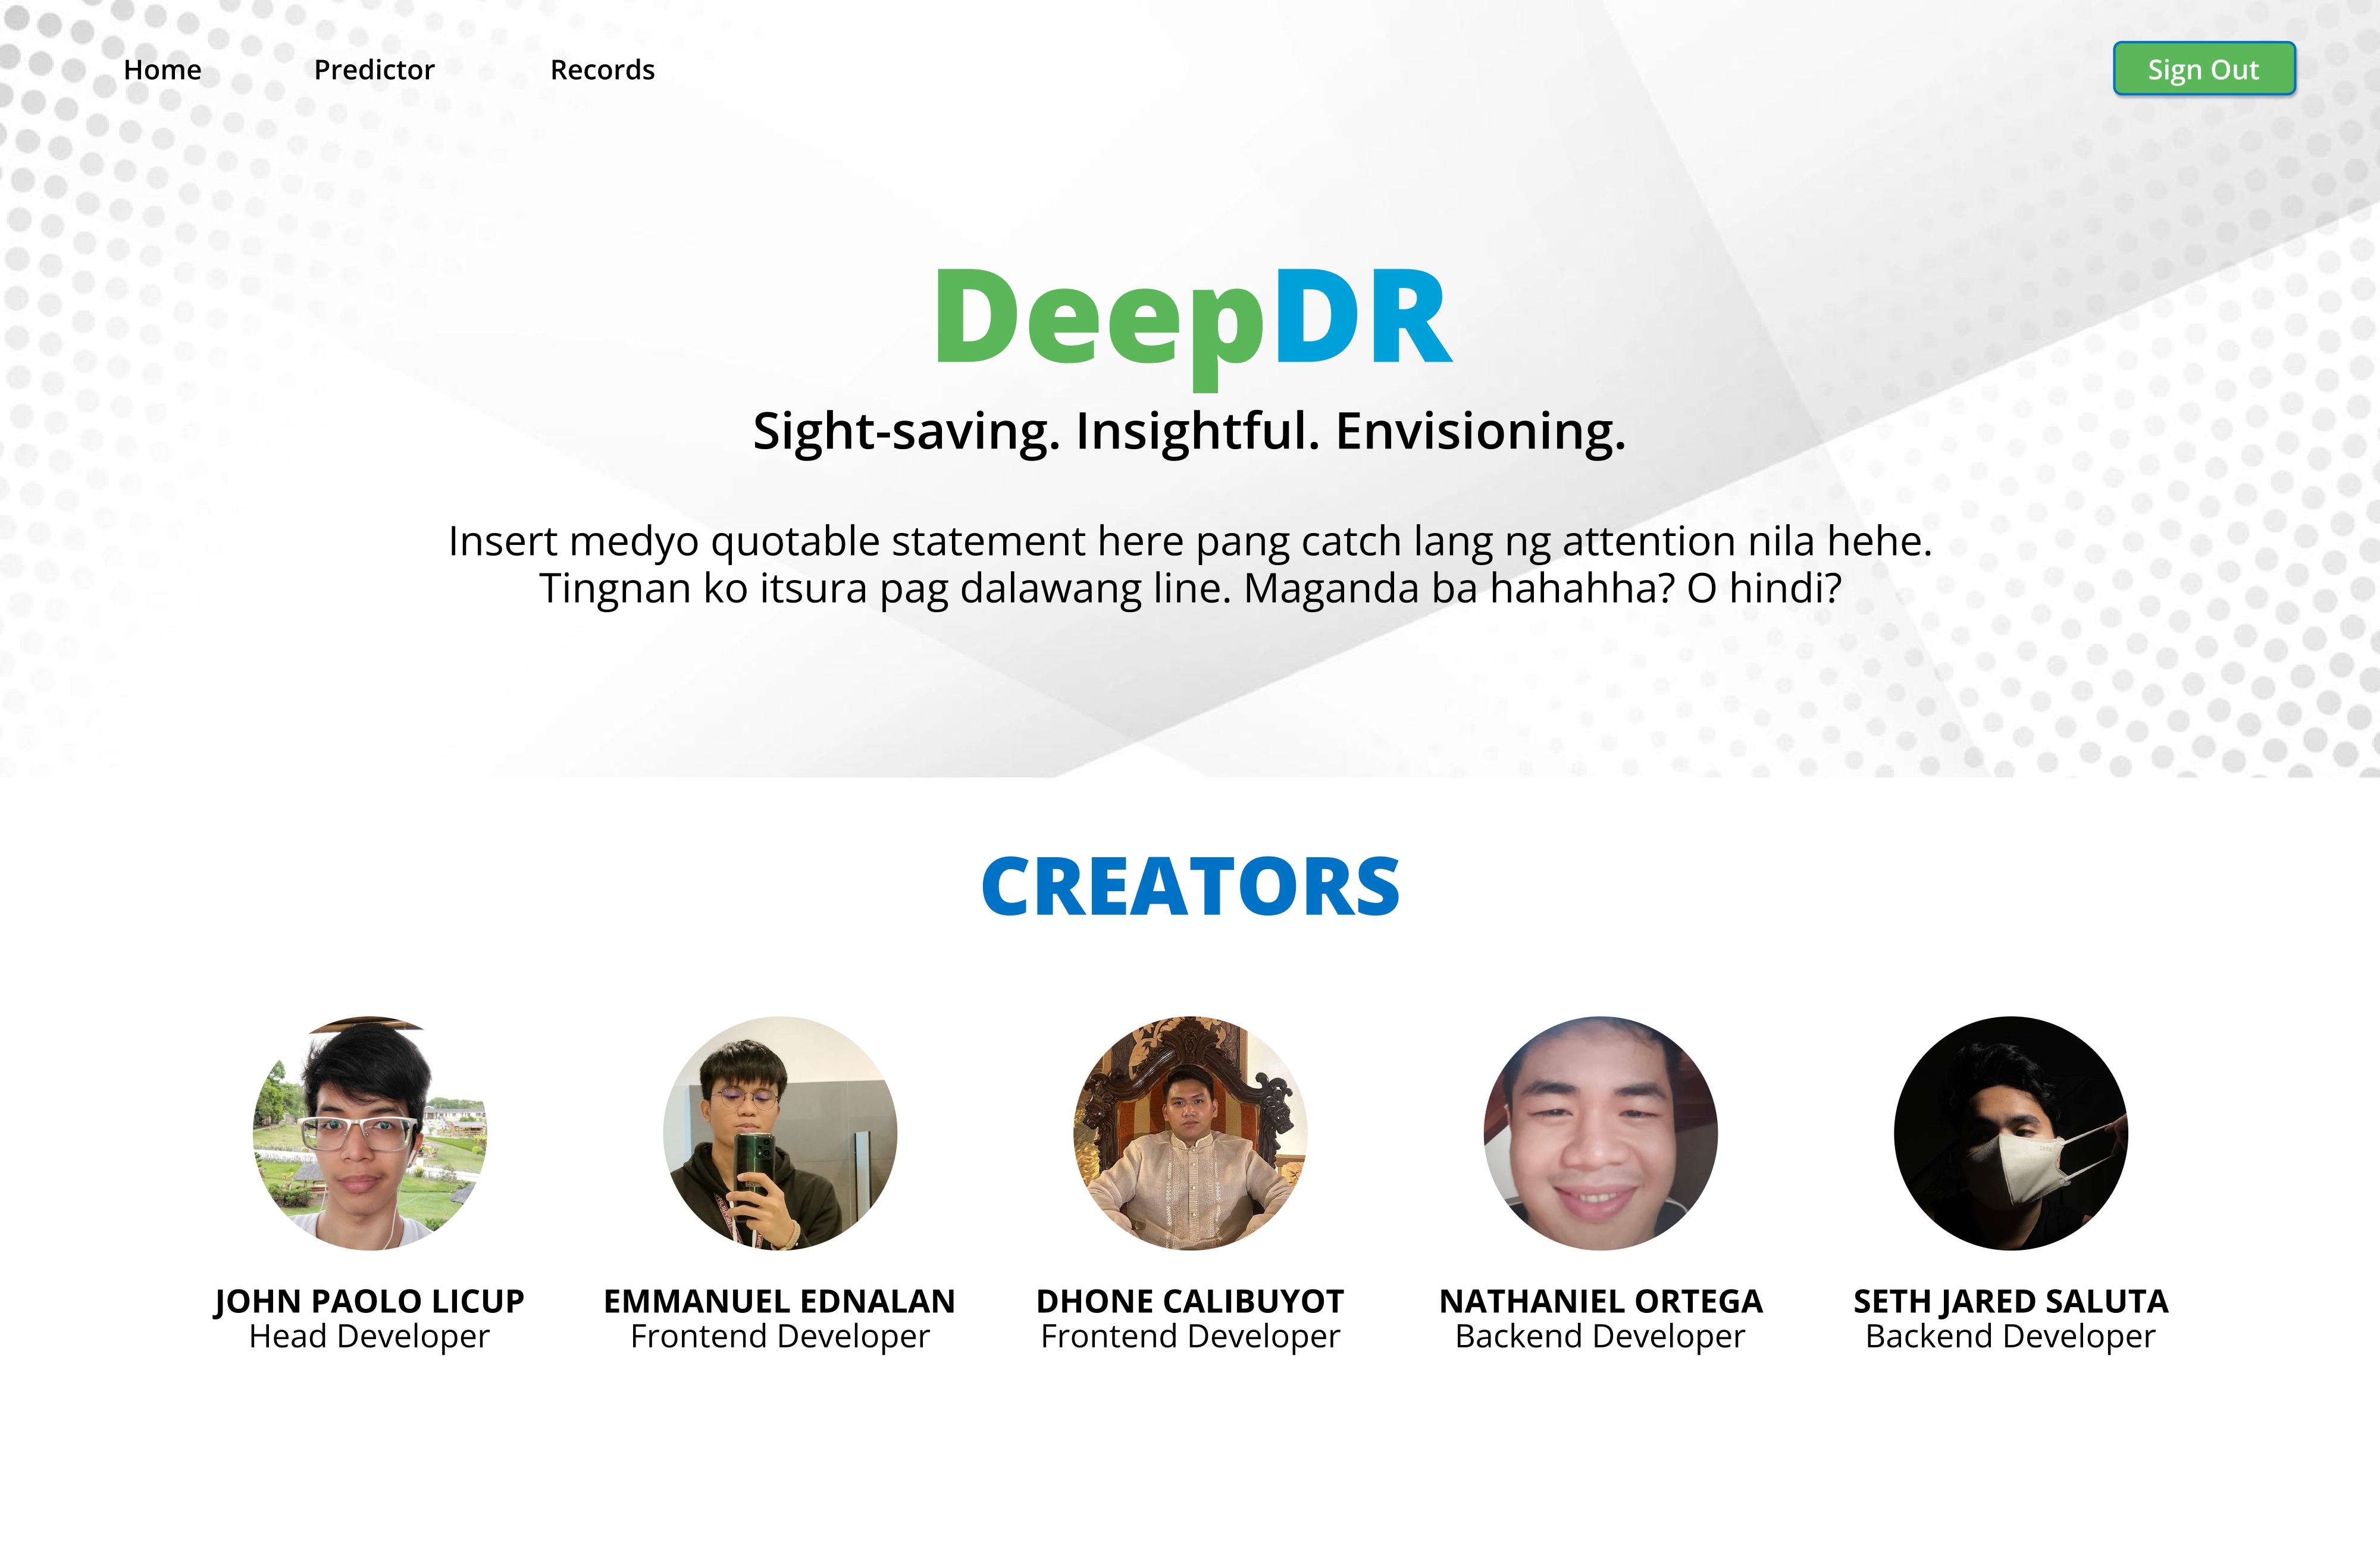 Home Predictor Records Sign Out
DeepDR
Sight-saving. Insightful. Envisioning.
Insert medyo quotable statement here pang catch lang ng attention nila hehe.
Tingnan ko itsura pag dalawang line. Maganda ba hahahha? O hindi?
CREATORS
JOHN PAOLO LICUP
Head Developer
EMMANUEL EDNALAN
Frontend Developer
DHONE CALIBUYOT
Frontend Developer
NATHANIEL ORTEGA
Backend Developer
SETH JARED SALUTA
Backend Developer